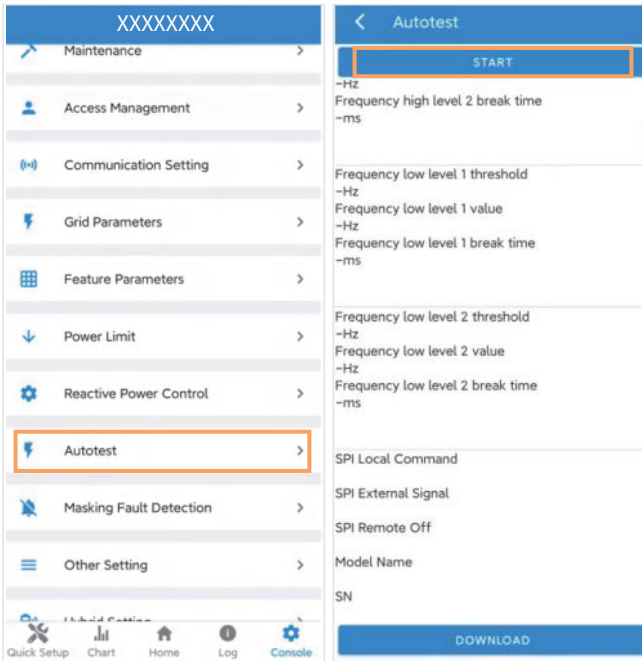 XXXXXXXX
Maintenance
Access Management
Communication Setting
Grid Parameters
Feature Parameters
Power Limit
Reactive Power Control
Autotest
Masking Fault Detection
Other Setting
Hybrid Setting
Quick Setup
Chart
Home
Log
Console
Autotest
START
-Hz
Frequency high level 2 break time
-ms
Frequency low level 1 threshold
-Hz
Frequency low level 1 value
-Hz
Frequency low level 1 break time
-ms
Frequency low level 2 threshold
-Hz
Frequency low level 2 value
-Hz
Frequency low level 2 break time
-ms
SPI Local Command
SPI External Signal
SPI Remote Off
Model Name
SN
DOWNLOAD